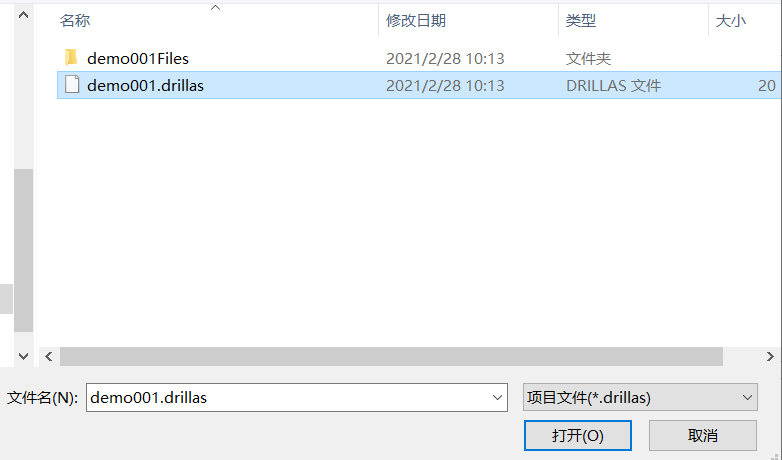 名称 修改日期 类型 大小
demo001Files 2021/2/28 10:13 文件夹
demo001.drillas 2021/2/28 10:13 DRILLAS 文件 20
文件名(N): demo001.drillas 项目文件(*.drillas)
打开(O) 取消